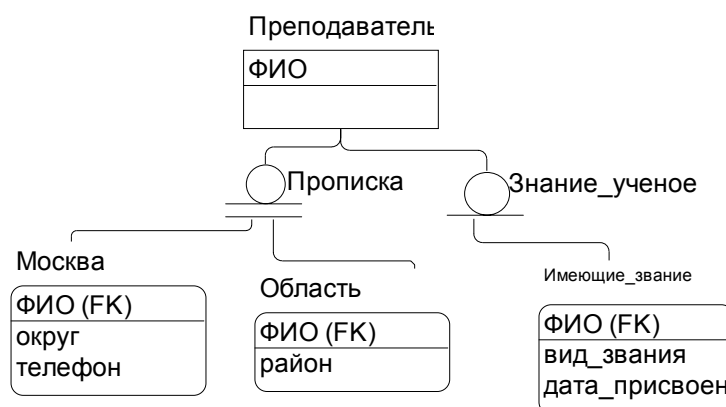 Преподаватель
ФИО
Прописка
Знание_ученое
Москва
ФИО (FK)
округ
телефон
Область
ФИО (FK)
район
Имеющие_звание
ФИО (FK)
вид_звания
дата_присвоен